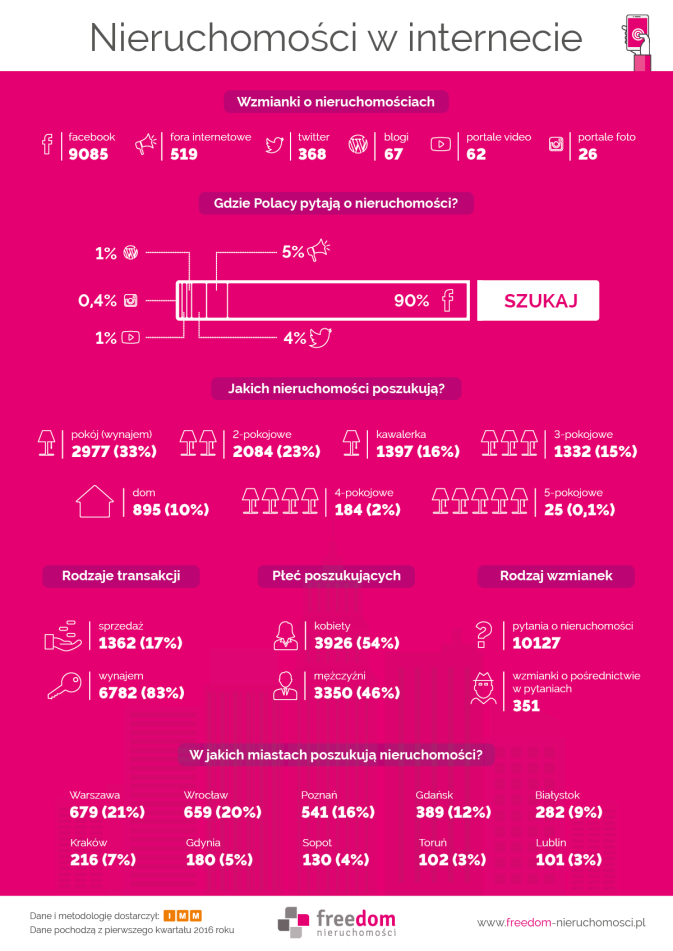 Nieruchomości w internecie
Wzmianki o nieruchomościach
facebook
9085
fora internetowe
519
twitter
368
blogi
67
portale video
62
portale foto
26
Gdzie Polacy pytają o nieruchomości?
1%
5%
0,4%
90%
SZUKAJ
1%
4%
Jakich nieruchomości poszukują?
pokój (wynajem)
2977 (33%)
2-pokojowe
2084 (23%)
kawalerka
1397 (16%)
3-pokojowe
1332 (15%)
dom
895 (10%)
4-pokojowe
184 (2%)
5-pokojowe
25 (0,1%)
Rodzaje transakcji
sprzedaż
1362 (17%)
wynajem
6782 (83%)
Płeć poszukujących
kobiety
3926 (54%)
mężczyźni
3350 (46%)
Rodzaj wzmianek
pytania o nieruchomości
10127
wzmianki o pośrednictwie
w pytaniach
351
W jakich miastach poszukują nieruchomości?
Warszawa
679 (21%)
Wrocław
659 (20%)
Poznań
541 (16%)
Gdańsk
389 (12%)
Białystok
282 (9%)
Kraków
216 (7%)
Gdynia
180 (5%)
Sopot
130 (4%)
Toruń
102 (3%)
Lublin
101 (3%)
Dane i metodologię dostarczyt: IMM
Dane pochodzą z pierwszego kwartału 2016 roku
freedom
nieruchomości
www.freedom-nieruchomosci.pl